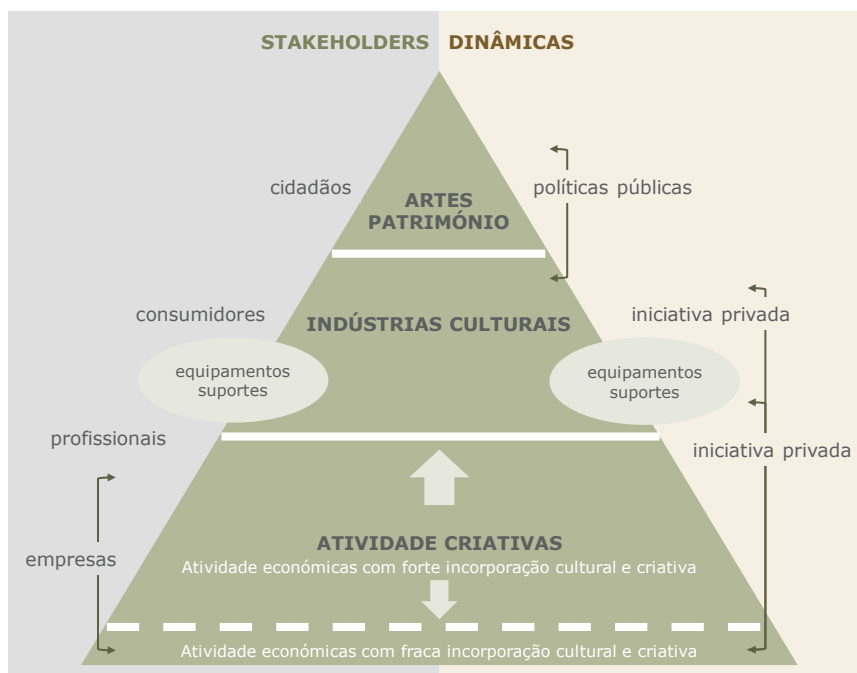 STAKEHOLDERS DINÂMICAS
cidadãos
ARTES
PATRIMÓNIO
políticas públicas
consumidores
INDÚSTRIAS CULTURAIS
iniciativa privada
equipamentos
suportes
equipamentos
suportes
profissionais
iniciativa privada
empresas
ATIVIDADE CRIATIVAS
Atividade económicas com forte incorporação cultural e criativa
Atividade económicas com fraca incorporação cultural e criativa